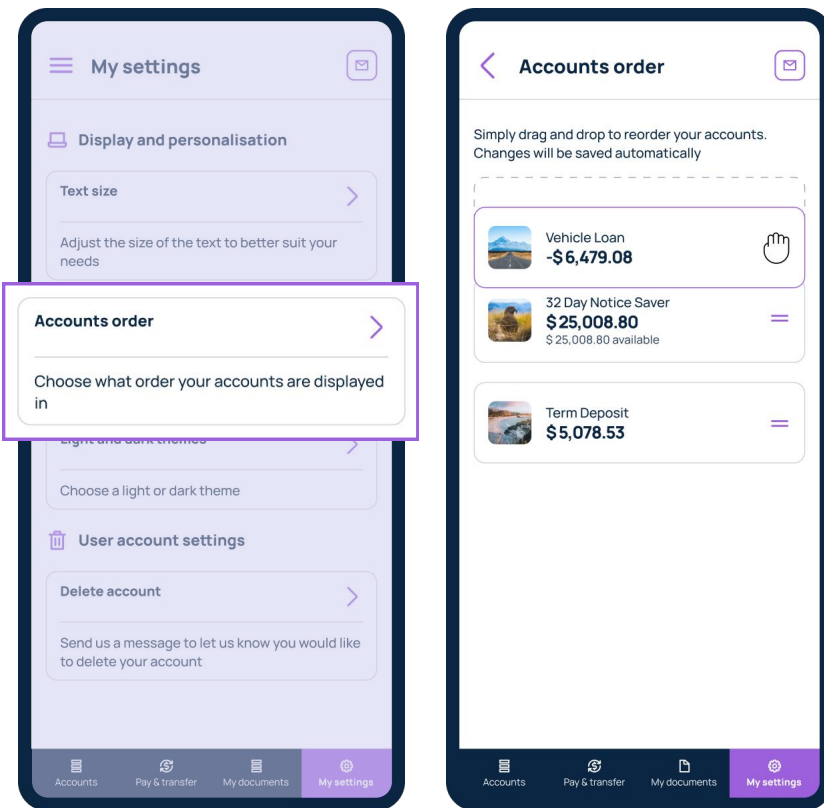 My settings
Display and personalisation
Text size
Adjust the size of the text to better suit your
needs
Accounts order
Choose what order your accounts are displayed
in
Light and dark themes
Choose a light or dark theme
User account settings
Delete account
Send us a message to let us know you would like
to delete your account
Accounts
Pay & transfer
My documents
My settings
Accounts order
Simply drag and drop to reorder your accounts.
Changes will be saved automatically
Vehicle Loan
-$6,479.08
32 Day Notice Saver
$25,008.80
$25,008.80 available
Term Deposit
$5,078.53
Accounts
Pay & transfer
My documents
My settings